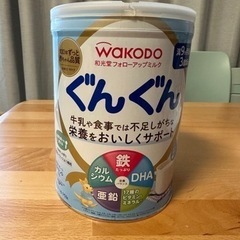 wakodo
和光堂フォローアップミルク
ぐんぐん
牛乳や食事では不足しがちな
栄養をおいしくサポート
鉄
カルシウム
DHA
亜鉛